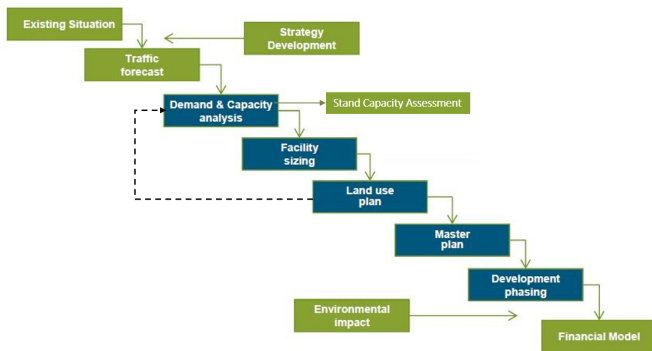 Existing Situation
Strategy
Development
Traffic
forecast
Demand & Capacity
analysis
Stand Capacity Assessment
Facility
sizing
Land use
plan
Master
plan
Development
phasing
Environmental
impact
Financial Model